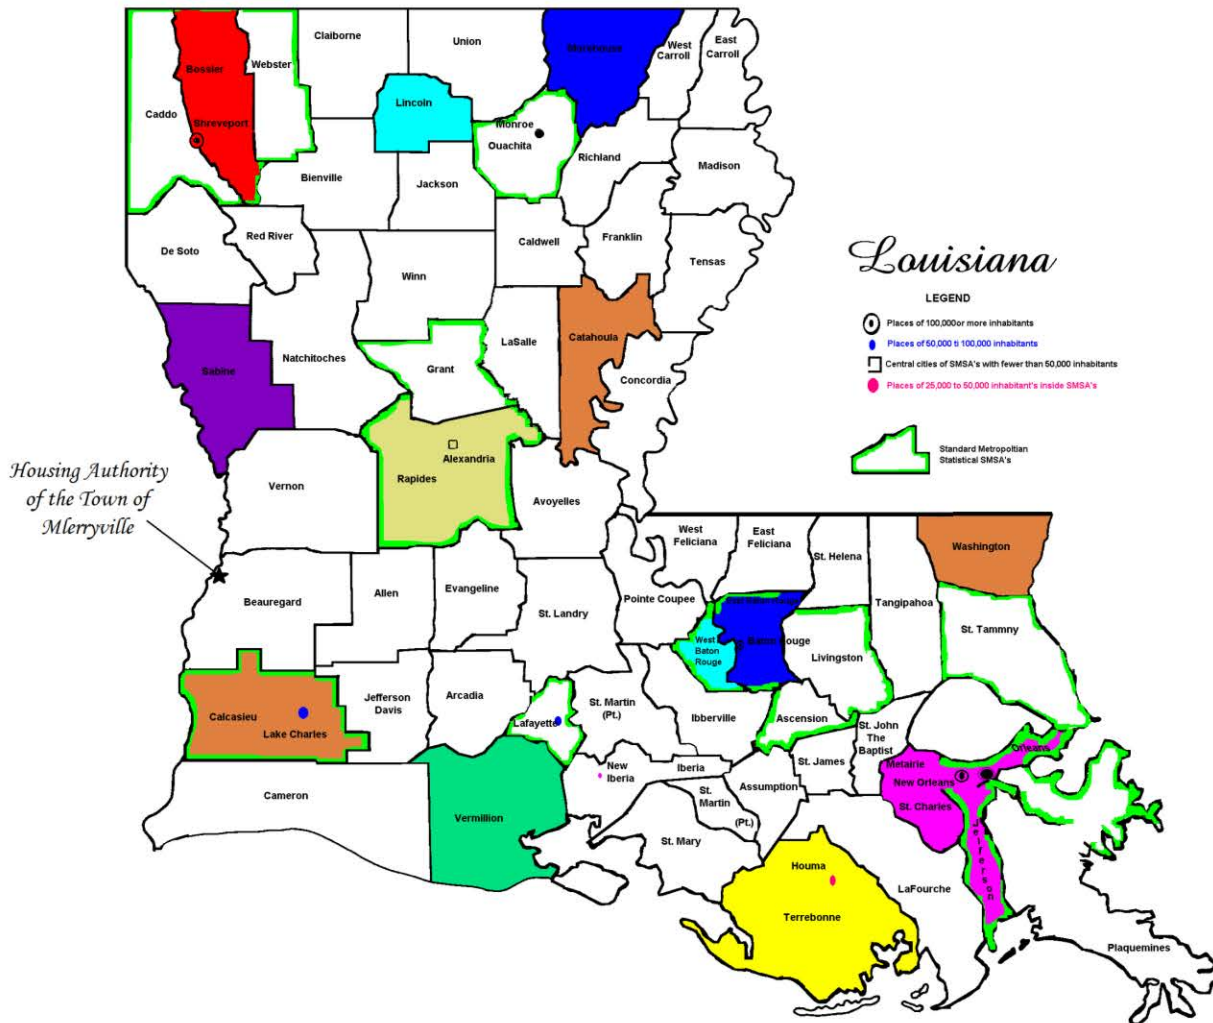 Claiborne
Union
Morehouse
West
Carroll
East
Carroll
Bossier
Webster
Caddo
Shreveport
Lincoln
Monroe
Ouachita
Richland
Madison
Bienville
Jackson
De Soto
Red River
Winn
Caldwell
Franklin
Tensas
Louisiana
LEGEND
Places of 100,000or more inhabitants
Places of 50,000 ti 100,000 inhabitants
Central cities of SMSA's with fewer than 50,000 inhabitants
Places of 25,000 to 50,000 inhabitant's inside SMSA's
Standard Metropoltian
Statistical SMSA's
Sabine
Natchitoches
Grant
LaSalle
Catahoula
Concordia
Housing Authority
of the Town of
Mlerryville
Vernon
Alexandria
Rapides
Avoyelles
West
Feliciana
East
Feliciana
St. Helena
Washington
Beauregard
Allen
Evangeline
St. Landry
Pointe Coupee
East Baton Rouge
Tangipahoa
St. Tammny
West
Baton
Rouge
Baton Rouge
Livingston
Calcasieu
Lake Charles
Jefferson
Davis
Arcadia
Lafayette
St. Martin
(Pt.)
Ibberville
Ascension
St. John
The
Baptist
Orleans
Metairie
New Orleans
St. Charles
Jefferson
Cameron
Vermillion
New
Iberia
Iberia
St.
Martin
(Pt.)
Assumption
St. James
St. Mary
Houma
Terrebonne
LaFourche
Plaquemines